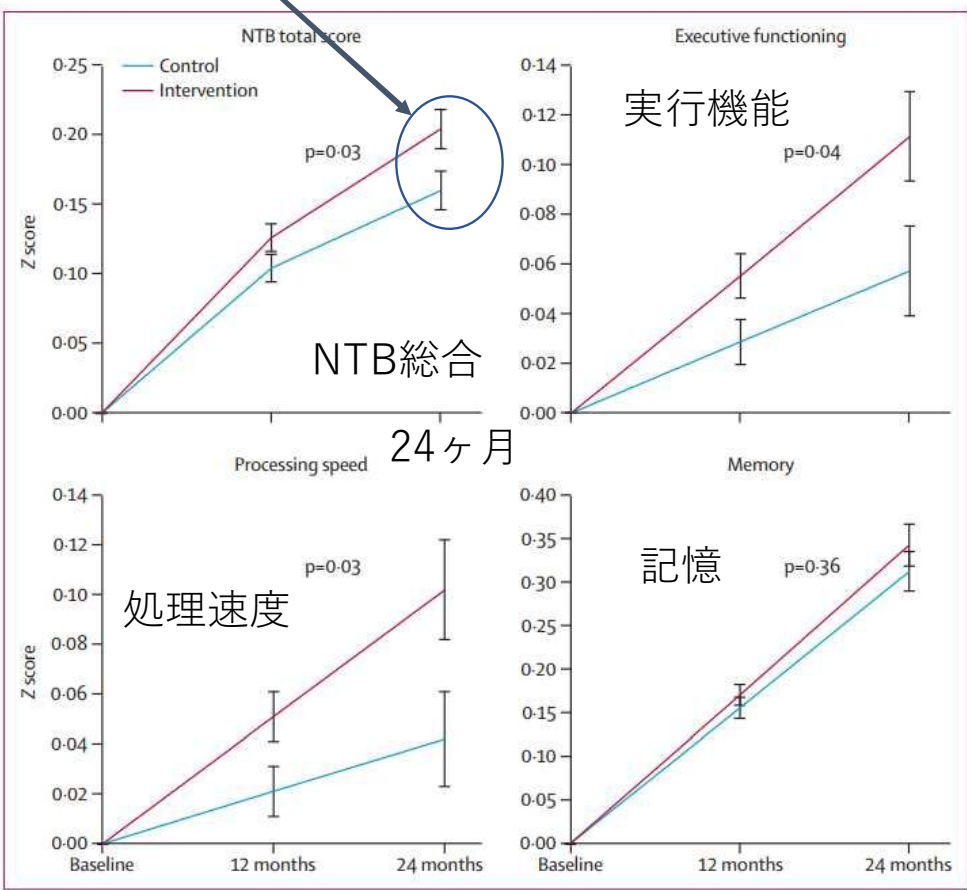 NTB total score
Control
Intervention
0·25
0·20
0·15
0·10
0·05
0·00
Z score
p=0·03
NTB総合
Executive functioning
0·14
0·12
0·10
0·08
0·06
0·04
0·02
0·00
実行機能
p=0·04
24ヶ月
Processing speed
0·14
0·12
0·10
0·08
0·06
0·04
0·02
0·00
Z score
p=0·03
処理速度
Baseline
12 months
24 months
Memory
0·40
0·35
0·30
0·25
0·20
0·15
0·10
0·05
0·00
記憶
p=0·36
Baseline
12 months
24 months